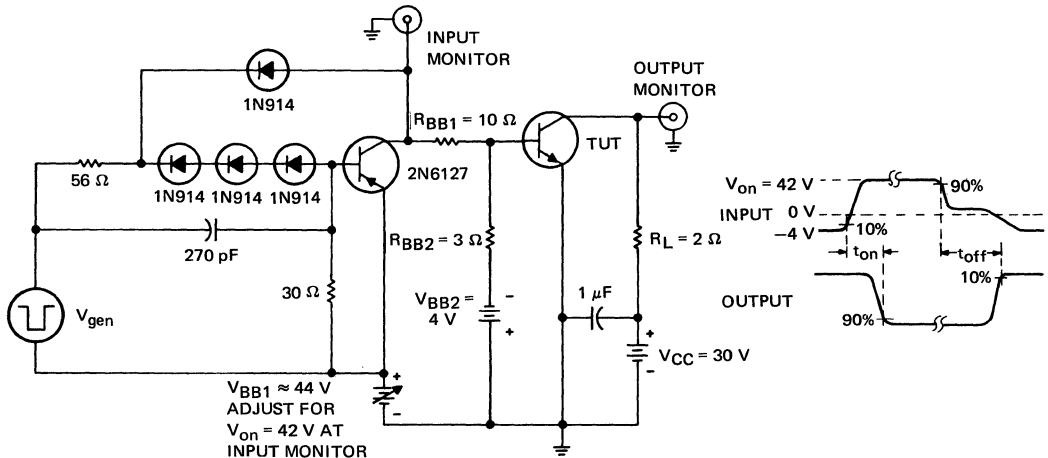 INPUT
MONITOR
OUTPUT
MONITOR
1N914
R_BB1 = 10 Ω
TUT
2N6127
56 Ω
1N914
1N914
1N914
270 pF
R_BB2 = 3 Ω
R_L = 2 Ω
30 Ω
V_gen
V_BB2 =
4 V
-
+
1 μF
+
-
V_CC = 30 V
+
-
V_BB1 ≈ 44 V
ADJUST FOR
V_on = 42 V AT
INPUT MONITOR
V_on = 42 V
90%
INPUT
0 V
-4 V
10%
t_on
t_off
10%
OUTPUT
90%